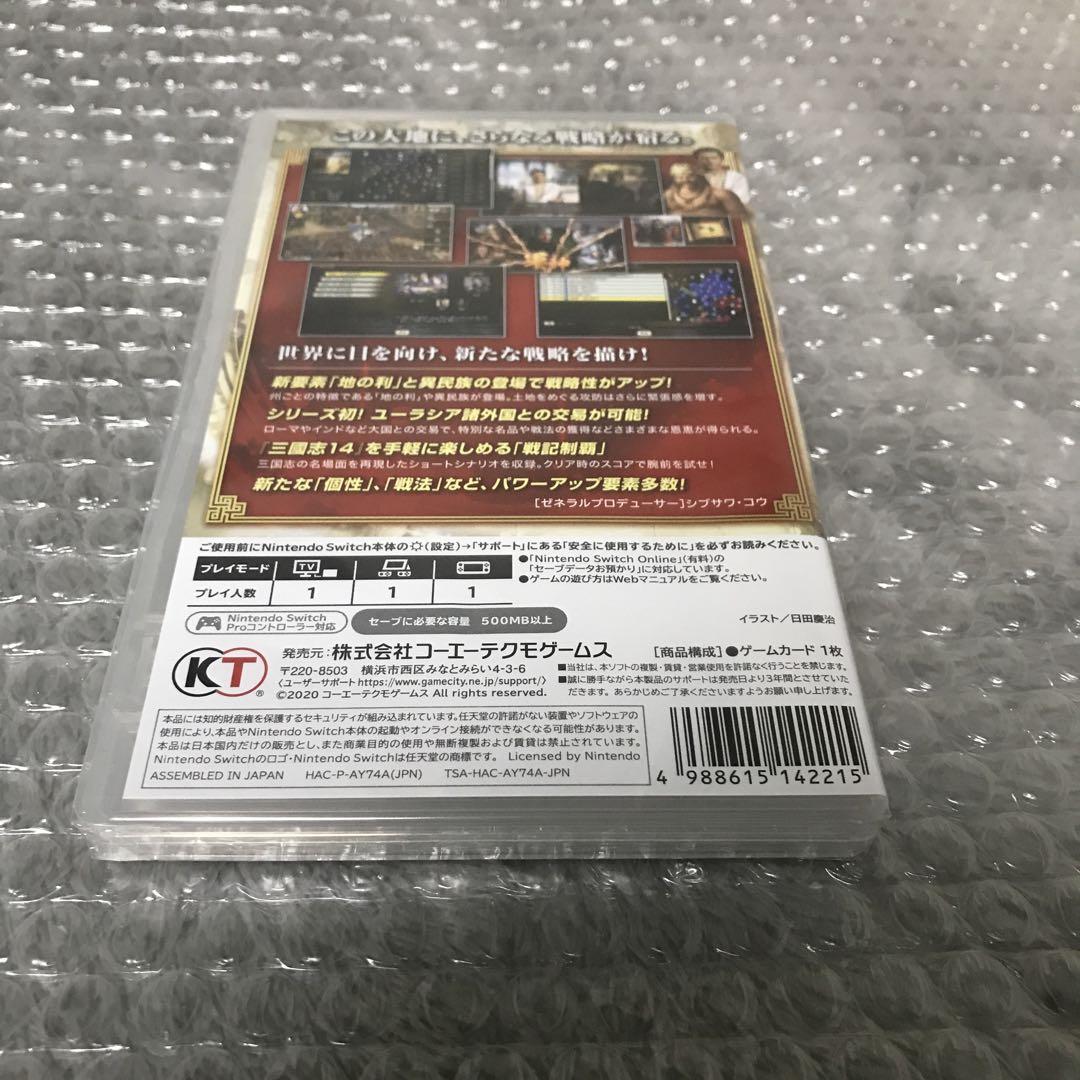 この大地に、さらなる戦略が宿る。
世界に目を向け、新たな戦略を描け!
新要素「地の利」と異民族の登場で戦略性がアップ!
州ごとの特徴である「地の利」や異民族が登場。土地をめぐる攻防はさらに緊張感を増す。
シリーズ初! ユーラシア諸外国との交易が可能!
ローマやインドなど大国との交易で、特別な名品や戦法の獲得などさまざまな恩恵が得られる。
『三國志14』を手軽に楽しめる「戦記制覇」
三国志の名場面を再現したショートシナリオを収録。クリア時のスコアで腕前を試せ!
新たな「個性」、「戦法」など、パワーアップ要素多数!
[ゼネラルプロデューサー]シブサワ・コウ
ご使用前にNintendo Switch本体の(設定)→「サポート」にある「安全に使用するために」を必ずお読みください。
プレイモード TV
プレイ人数 1 1 1
●「Nintendo Switch Online」(有料)の
「セーブデータお預かり」に対応しています。
●ゲームの遊び方はWebマニュアルをご覧ください。
Nintendo Switch
Proコントローラー対応
セーブに必要な容量 500MB以上
イラスト/日田慶治
KT ®
発売元: 株式会社コーエーテクモゲームス
〒220-8503 横浜市西区みなとみらい4-3-6
〈ユーザーサポート https://www.gamecity.ne.jp/support/〉
©2020 コーエーテクモゲームス All rights reserved.
[商品構成] ●ゲームカード 1枚
■当社は、本ソフトの複製・賃貸・営業使用を許諾なく行うことを禁じます。
■誠に勝手ながら本製品のサポートは発売日より3年間とさせていた
だきます。あらかじめご了承くださいますようお願い申し上げます。
本品には知的財産権を保護するセキュリティが組み込まれています。任天堂の許諾がない装置やソフトウェアの
使用により、本品やNintendo Switch本体の起動やオンライン接続ができなくなる可能性があります。
本品は日本国内だけの販売とし、また商業目的の使用や無断複製および賃貸は禁止されています。
Nintendo Switchのロゴ・Nintendo Switchは任天堂の商標です。 Licensed by Nintendo
ASSEMBLED IN JAPAN HAC-P-AY74A(JPN) TSA-HAC-AY74A-JPN
4 988615 142215